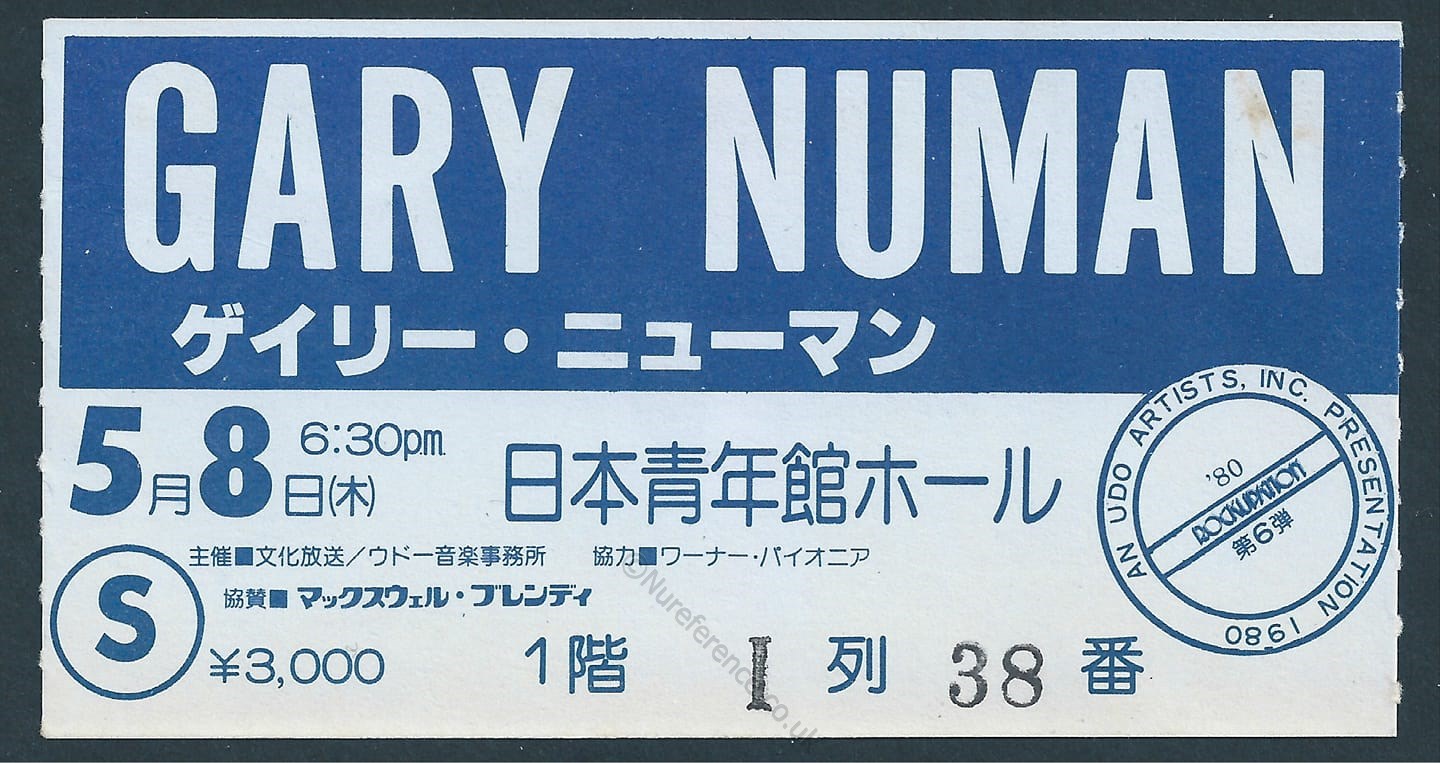 GARY NUMAN
ゲイリー・ニューマン
5月8日(木) 6:30p.m. 日本青年館ホール
主催■文化放送/ウドー音楽事務所 協力■ワーナー・パイオニア
協賛■マックスウェル・ブレンディ
S ¥3,000 1階 I 列 38 番
AN UDO ARTISTS, INC. PRESENTATION 1980
'80
ROCKUPATION
第6弾
©Nureference.co.uk